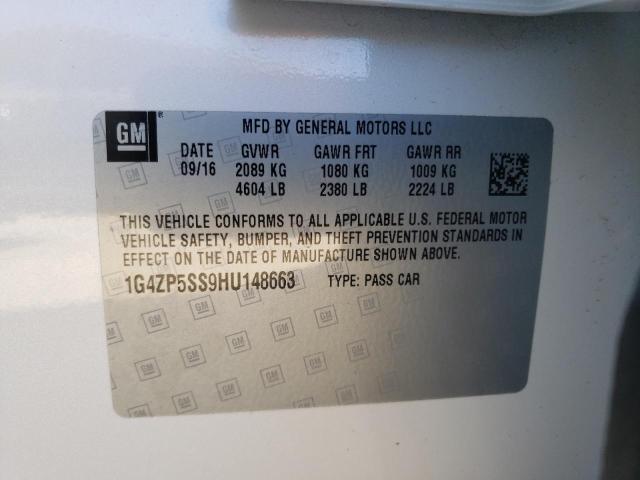 GM ®
MFD BY GENERAL MOTORS LLC
DATE GVWR GAWR FRT GAWR RR
09/16 2089 KG 1080 KG 1009 KG
4604 LB 2380 LB 2224 LB
THIS VEHICLE CONFORMS TO ALL APPLICABLE U.S. FEDERAL MOTOR
VEHICLE SAFETY, BUMPER, AND THEFT PREVENTION STANDARDS IN
EFFECT ON THE DATE OF MANUFACTURE SHOWN ABOVE.
1G4ZP5SS9HU148663 TYPE: PASS CAR